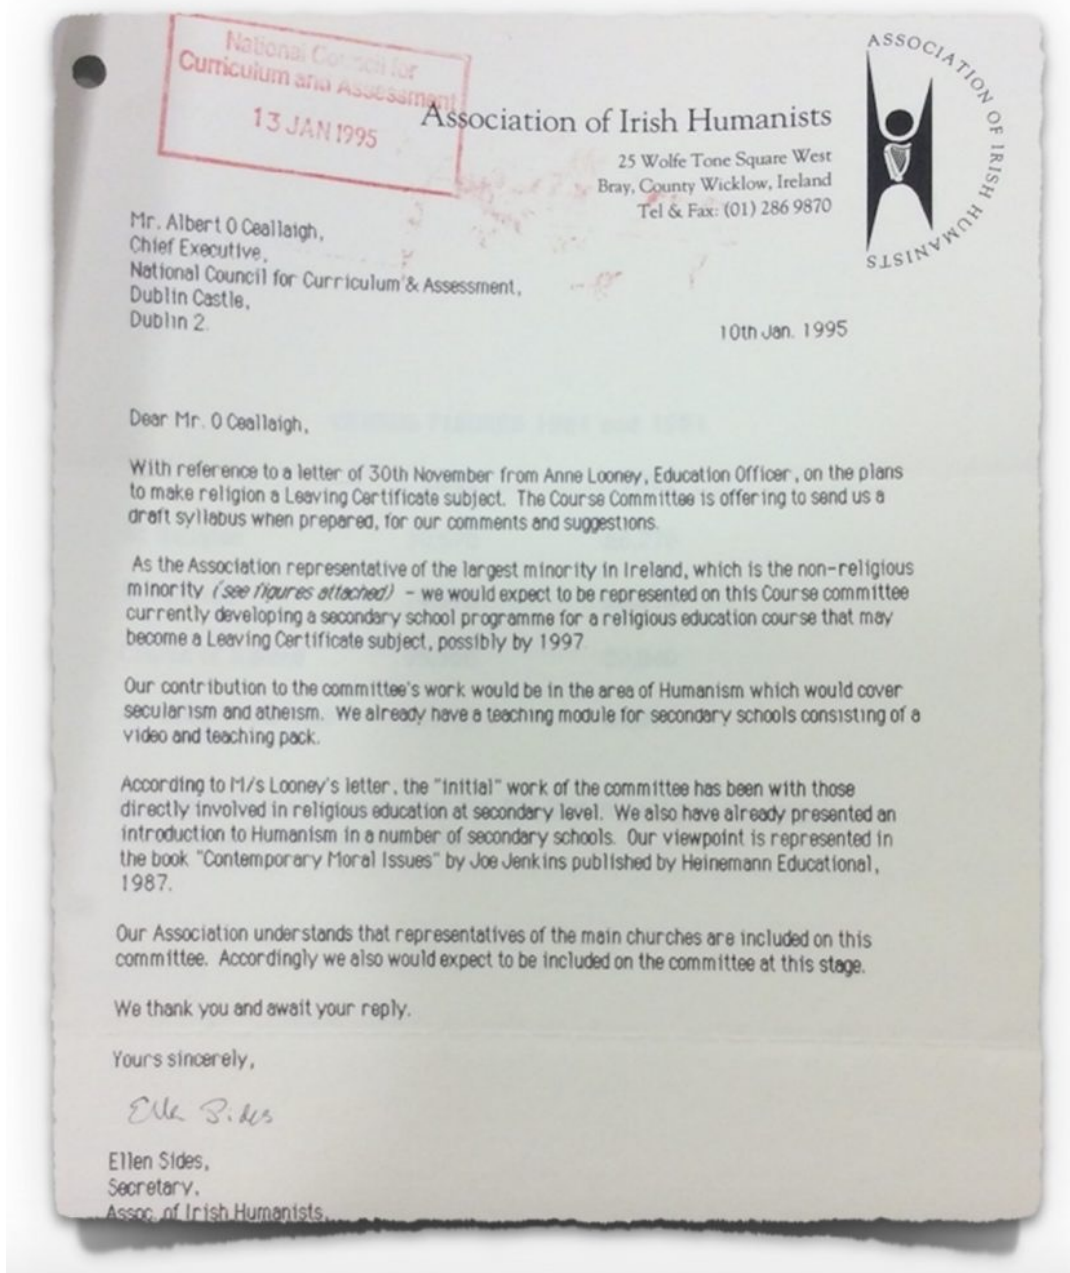 National Council for
Curriculum and Assessment
13 JAN 1995
Association of Irish Humanists
25 Wolfe Tone Square West
Bray, County Wicklow, Ireland
Tel & Fax: (01) 286 9870
ASSOCIATION OF IRISH HUMANISTS
Mr. Albert O Ceallaigh,
Chief Executive,
National Council for Curriculum & Assessment,
Dublin Castle,
Dublin 2.
10th Jan. 1995
Dear Mr. O Ceallaigh,
With reference to a letter of 30th November from Anne Looney, Education Officer, on the plans
to make religion a Leaving Certificate subject. The Course Committee is offering to send us a
draft syllabus when prepared, for our comments and suggestions.
As the Association representative of the largest minority in Ireland, which is the non-religious
minority (see figures attached) - we would expect to be represented on this Course committee
currently developing a secondary school programme for a religious education course that may
become a Leaving Certificate subject, possibly by 1997
Our contribution to the committee's work would be in the area of Humanism which would cover
secularism and atheism. We already have a teaching module for secondary schools consisting of a
video and teaching pack.
According to M/s Looney's letter, the "initial" work of the committee has been with those
directly involved in religious education at secondary level. We also have already presented an
introduction to Humanism in a number of secondary schools. Our viewpoint is represented in
the book "Contemporary Moral Issues" by Joe Jenkins published by Heinemann Educational,
1987.
Our Association understands that representatives of the main churches are included on this
committee. Accordingly we also would expect to be included on the committee at this stage.
We thank you and await your reply.
Yours sincerely,
Ellen Sides
Ellen Sides,
Secretary,
Assoc. of Irish Humanists.